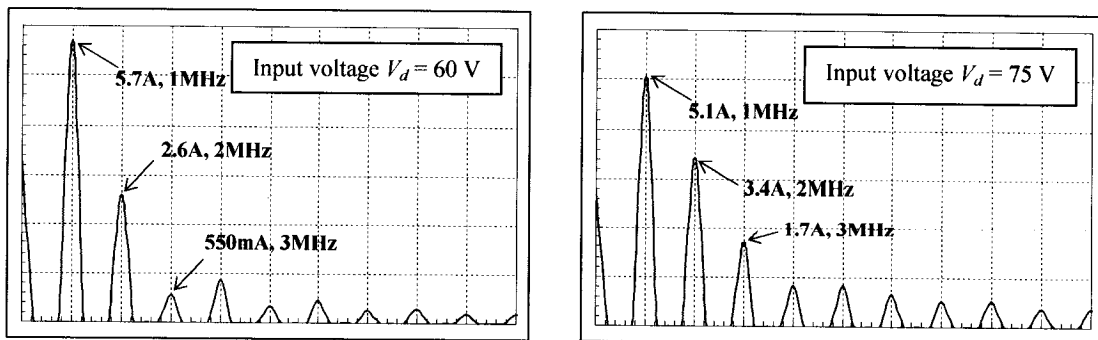 Input voltage V_d = 60 V
5.7A, 1MHz
2.6A, 2MHz
550mA, 3MHz
Input voltage V_d = 75 V
5.1A, 1MHz
3.4A, 2MHz
1.7A, 3MHz